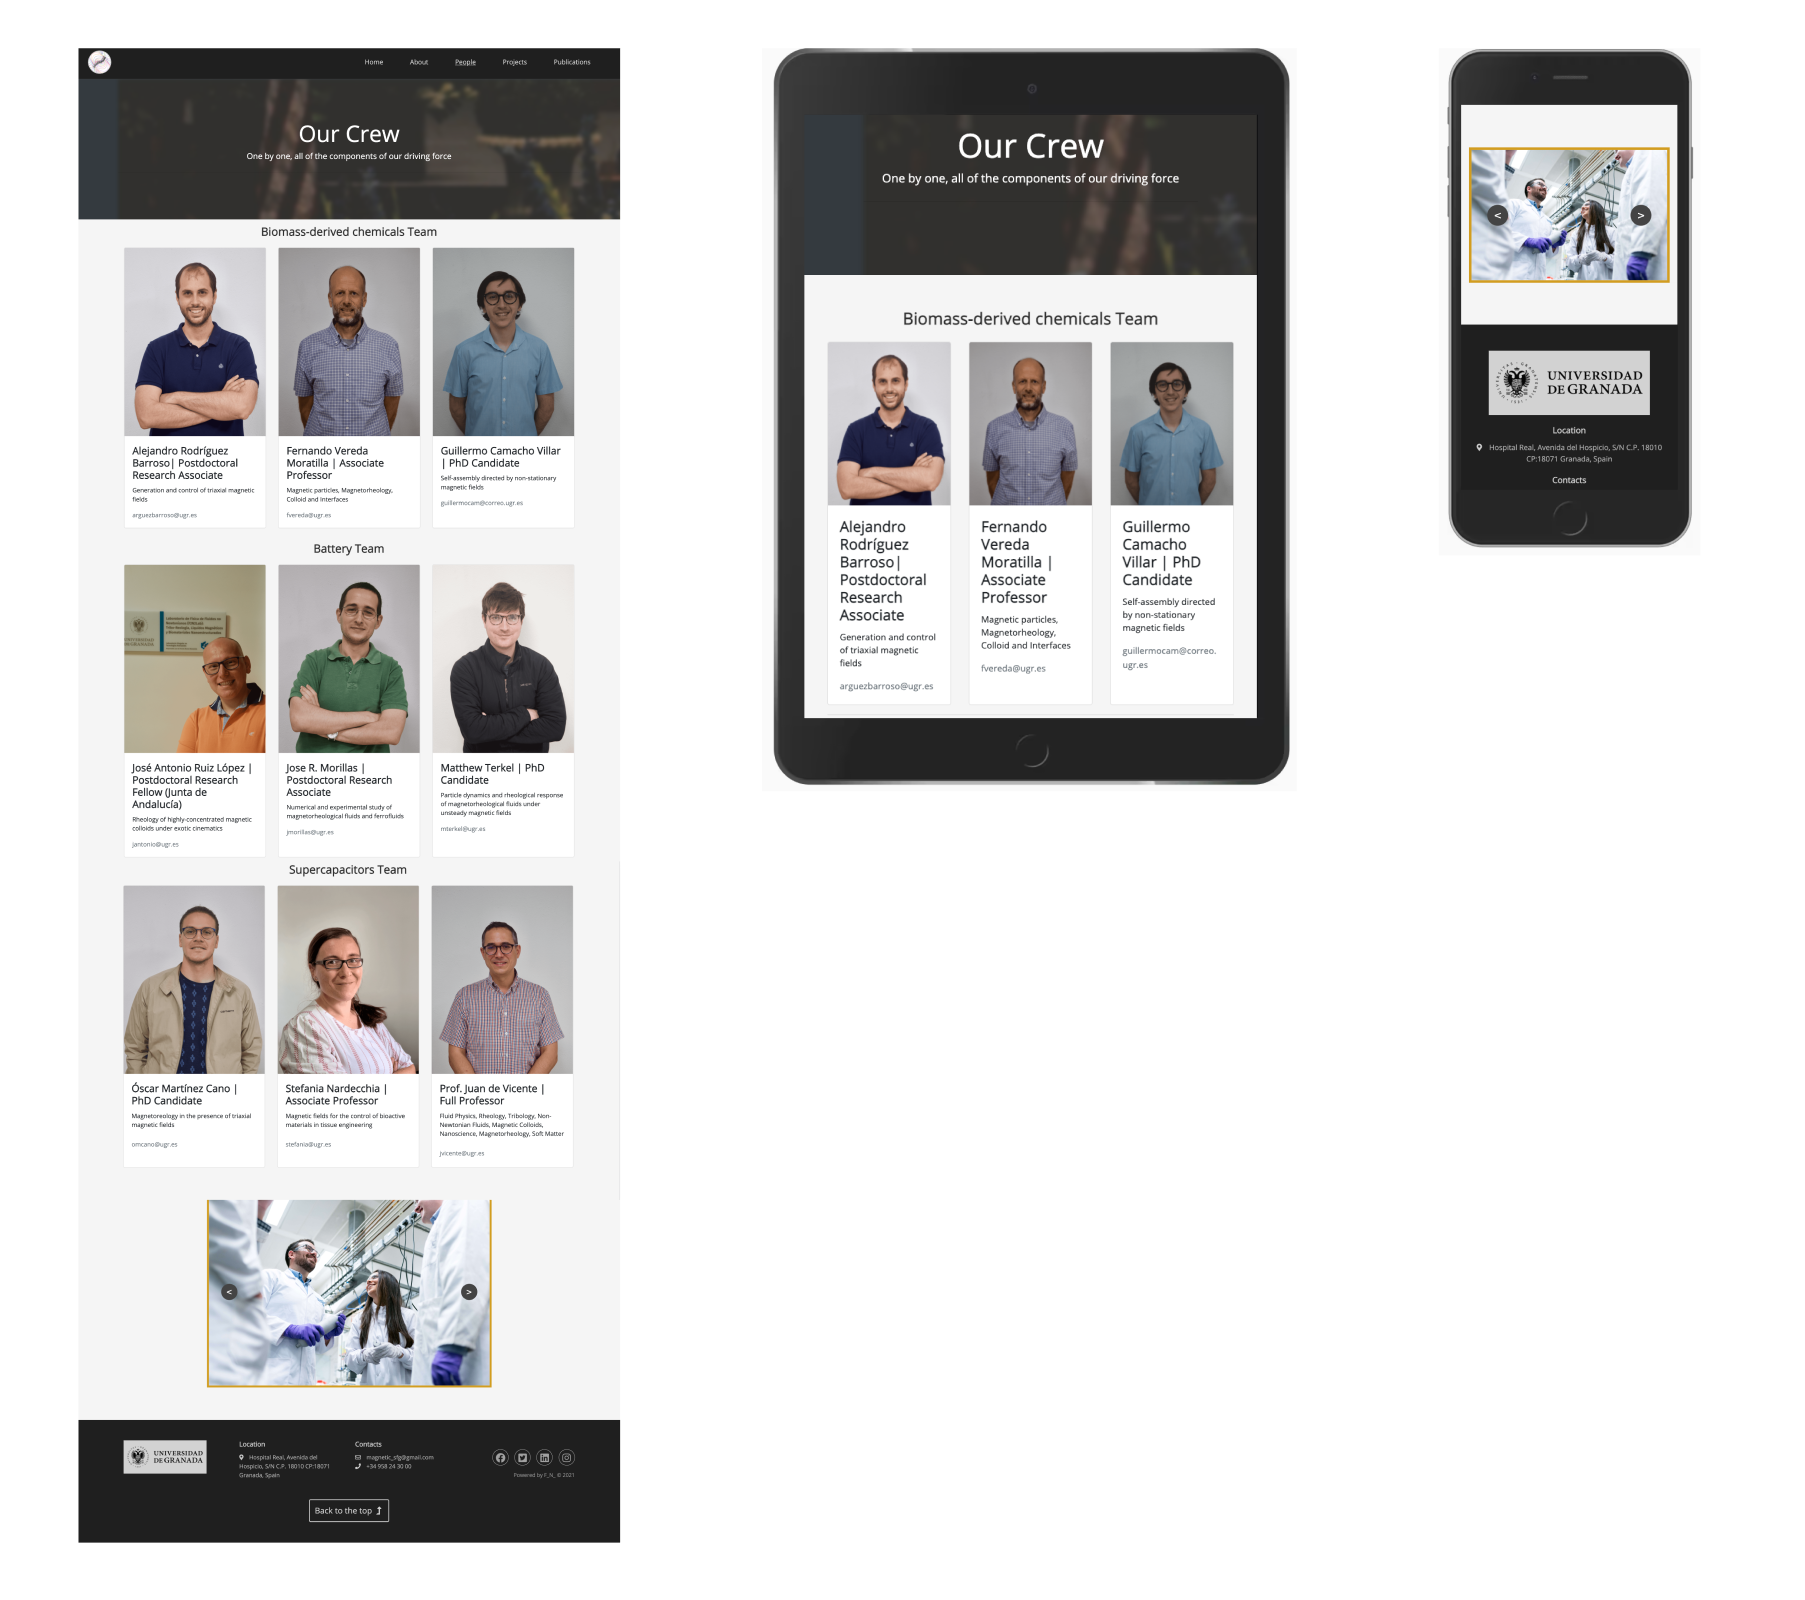 Home About People Projects Publications
Our Crew
One by one, all of the components of our driving force
Biomass-derived chemicals Team
Alejandro Rodríguez
Barroso| Postdoctoral
Research Associate
Generation and control of triaxial magnetic
fields
arguezbarroso@ugr.es
Fernando Vereda
Moratilla | Associate
Professor
Magnetic particles, Magnetorheology,
Colloid and Interfaces
fvereda@ugr.es
Guillermo Camacho Villar
| PhD Candidate
Self-assembly directed by non-stationary
magnetic fields
guillermocam@correo.ugr.es
Battery Team
José Antonio Ruiz López |
Postdoctoral Research
Fellow (Junta de
Andalucía)
Rheology of highly-concentrated magnetic
colloids under exotic cinematics
jantonio@ugr.es
Jose R. Morillas |
Postdoctoral Research
Associate
Numerical and experimental study of
magnetorheological fluids and ferrofluids
jmorillas@ugr.es
Matthew Terkel | PhD
Candidate
Particle dynamics and rheological response
of magnetorheological fluids under
unsteady magnetic fields
mterkel@ugr.es
Supercapacitors Team
Óscar Martínez Cano |
PhD Candidate
Magnetoreology in the presence of triaxial
magnetic fields
omcano@ugr.es
Stefania Nardecchia |
Associate Professor
Magnetic fields for the control of bioactive
materials in tissue engineering
stefania@ugr.es
Prof. Juan de Vicente |
Full Professor
Fluid Physics, Rheology, Tribology, Non-
Newtonian Fluids, Magnetic Colloids,
Nanoscience, Magnetorheology, Soft Matter
jvicente@ugr.es
< >
UNIVERSIDAD
DE GRANADA
Location
Hospital Real, Avenida del
Hospicio, S/N C.P. 18010 CP:18071
Granada, Spain
Contacts
magnetic_sfg@gmail.com
+34 958 24 30 00
Powered by F_N_ © 2021
Back to the top
Our Crew
One by one, all of the components of our driving force
Biomass-derived chemicals Team
Alejandro
Rodríguez
Barroso|
Postdoctoral
Research
Associate
Generation and control
of triaxial magnetic
fields
arguezbarroso@ugr.es
Fernando
Vereda
Moratilla |
Associate
Professor
Magnetic particles,
Magnetorheology,
Colloid and Interfaces
fvereda@ugr.es
Guillermo
Camacho
Villar | PhD
Candidate
Self-assembly directed
by non-stationary
magnetic fields
guillermocam@correo.
ugr.es
< >
UNIVERSIDAD
DE GRANADA
Location
Hospital Real, Avenida del Hospicio, S/N C.P. 18010
CP:18071 Granada, Spain
Contacts